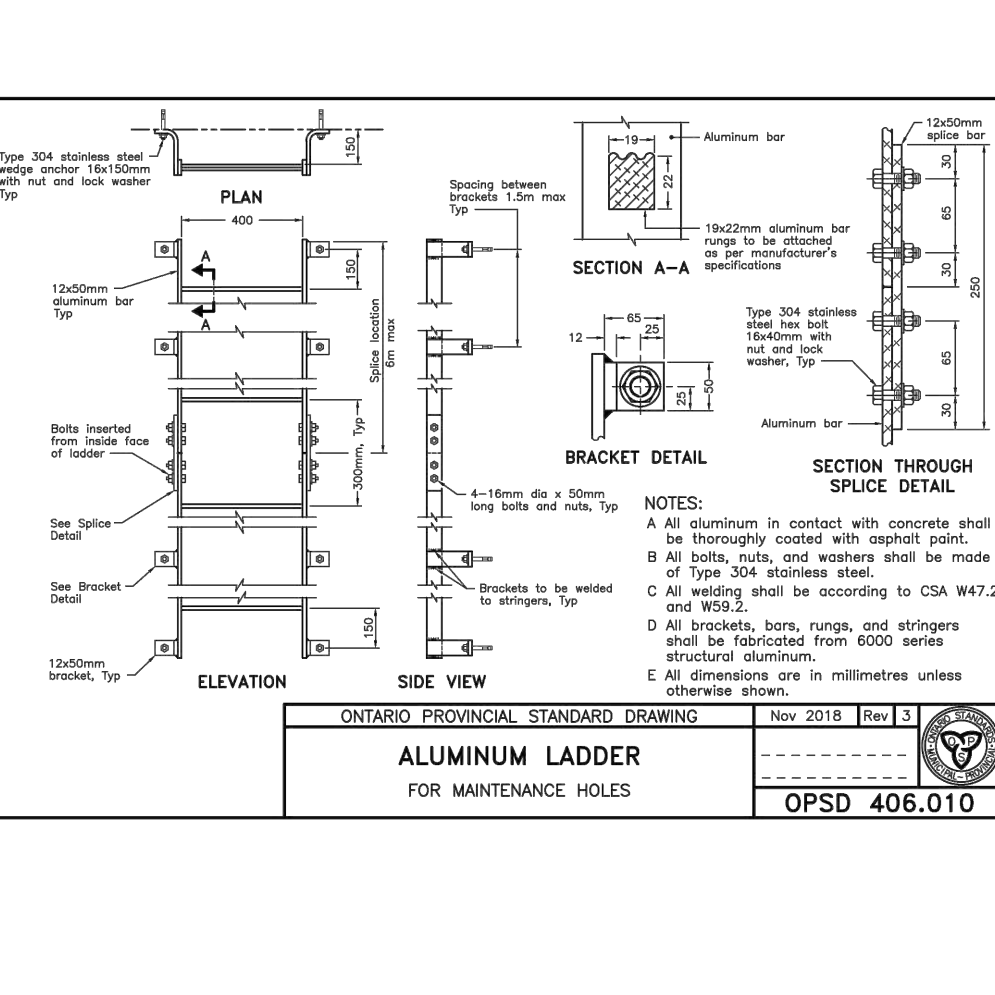 150
Type 304 stainless steel
wedge anchor 16x150mm
with nut and lock washer
Typ
PLAN
400
A
A
150
12x50mm
aluminum bar
Typ
Splice location
6m max
Bolts inserted
from inside face
of ladder
300mm, Typ
See Splice
Detail
See Bracket
Detail
150
12x50mm
bracket, Typ
ELEVATION
Spacing between
brackets 1.5m max
Typ
4-16mm dia x 50mm
long bolts and nuts, Typ
Brackets to be welded
to stringers, Typ
SIDE VIEW
19
22
Aluminum bar
19x22mm aluminum bar
rungs to be attached
as per manufacturer's
specifications
SECTION A-A
65
12
25
25
50
BRACKET DETAIL
12x50mm
splice bar
30
65
30
250
65
30
Type 304 stainless
steel hex bolt
16x40mm with
nut and lock
washer, Typ
Aluminum bar
SECTION THROUGH
SPLICE DETAIL
NOTES:
A All aluminum in contact with concrete shall
be thoroughly coated with asphalt paint.
B All bolts, nuts, and washers shall be made
of Type 304 stainless steel.
C All welding shall be according to CSA W47.2
and W59.2.
D All brackets, bars, rungs, and stringers
shall be fabricated from 6000 series
structural aluminum.
E All dimensions are in millimetres unless
otherwise shown.
ONTARIO PROVINCIAL STANDARD DRAWING
Nov 2018
Rev
3
ALUMINUM LADDER
FOR MAINTENANCE HOLES
OPSD 406.010
ONTARIO STANDARDS
MUNICIPAL-PROVINCIAL
O P S